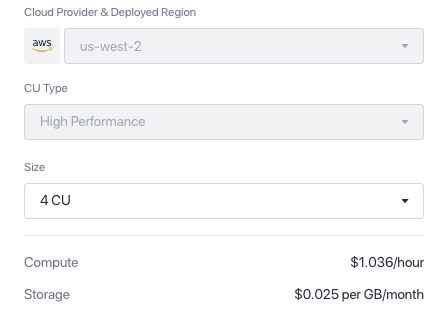 Cloud Provider & Deployed Region
aws us-west-2
CU Type
High Performance
Size
4 CU
Compute $1.036/hour
Storage $0.025 per GB/month